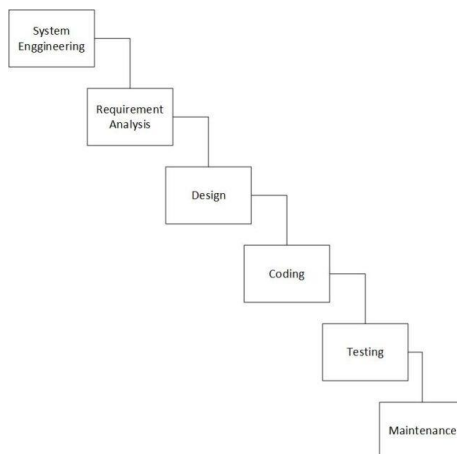 System
Enggineering
Requirement
Analysis
Design
Coding
Testing
Maintenance